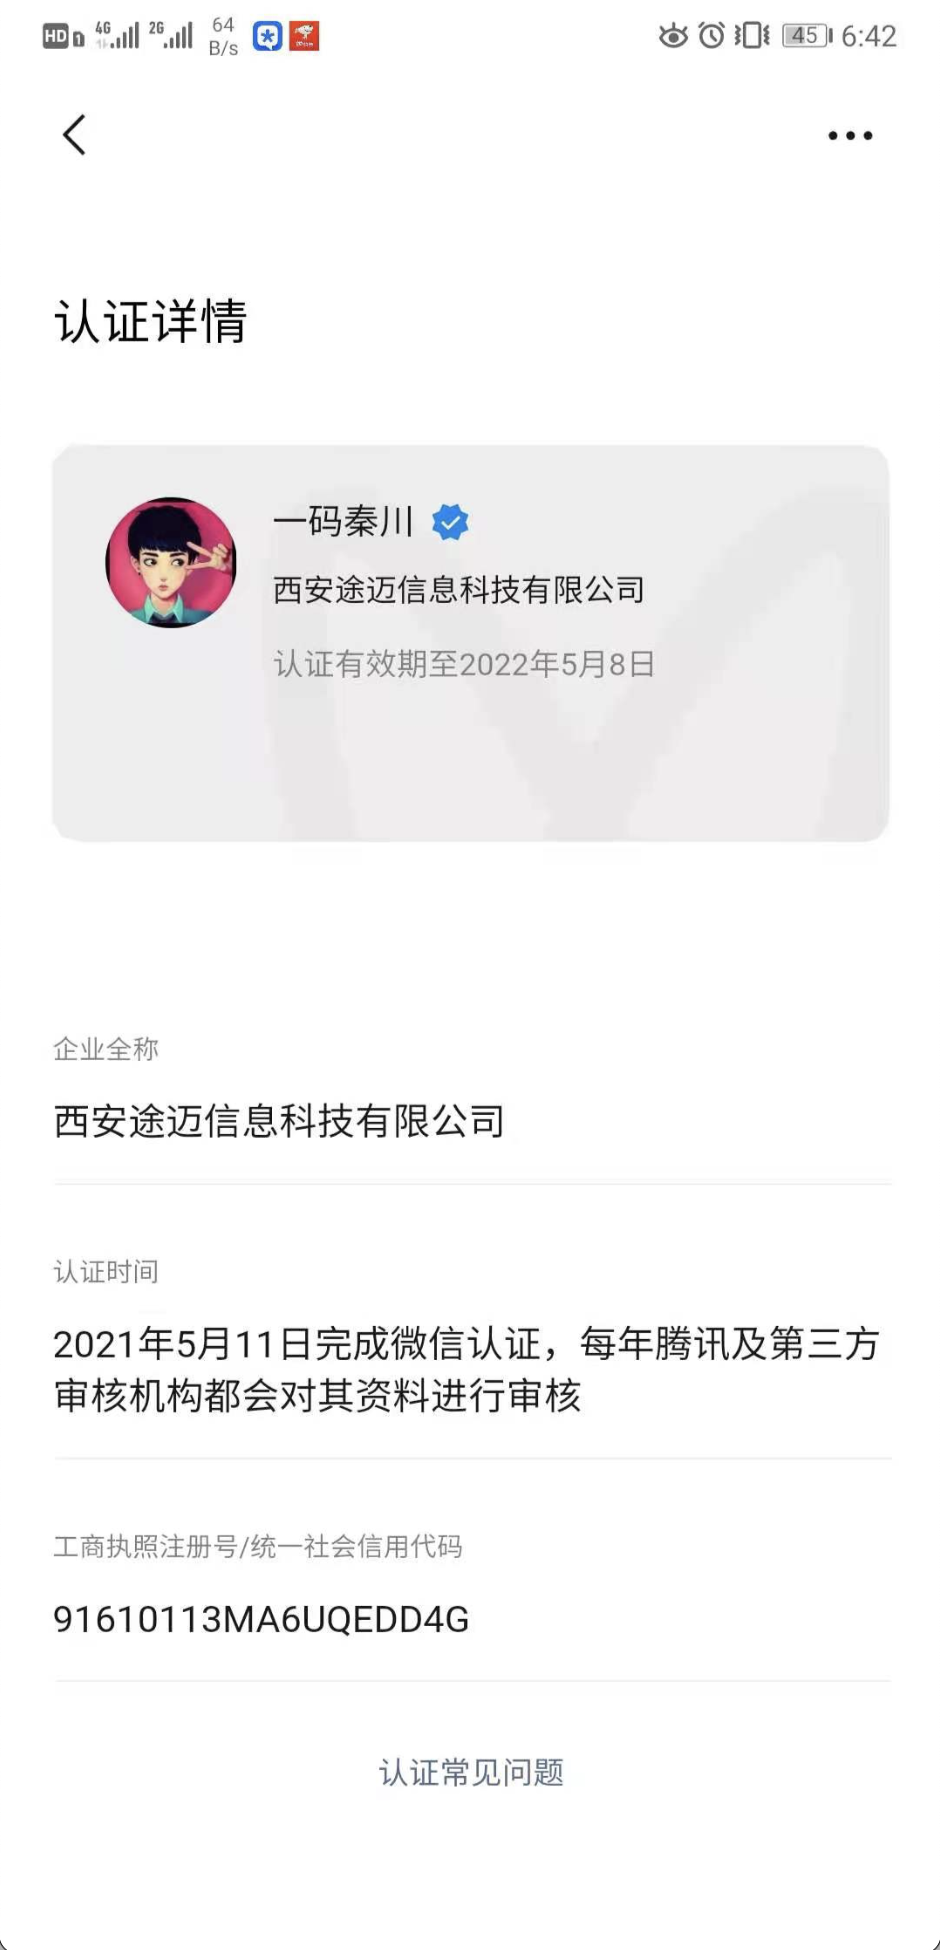 HD 1 4G 2G 64 B/s 45 6:42
认证详情
一码秦川
西安途迈信息科技有限公司
认证有效期至2022年5月8日
企业全称
西安途迈信息科技有限公司
认证时间
2021年5月11日完成微信认证，每年腾讯及第三方
审核机构都会对其资料进行审核
工商执照注册号/统一社会信用代码
91610113MA6UQEDD4G
认证常见问题